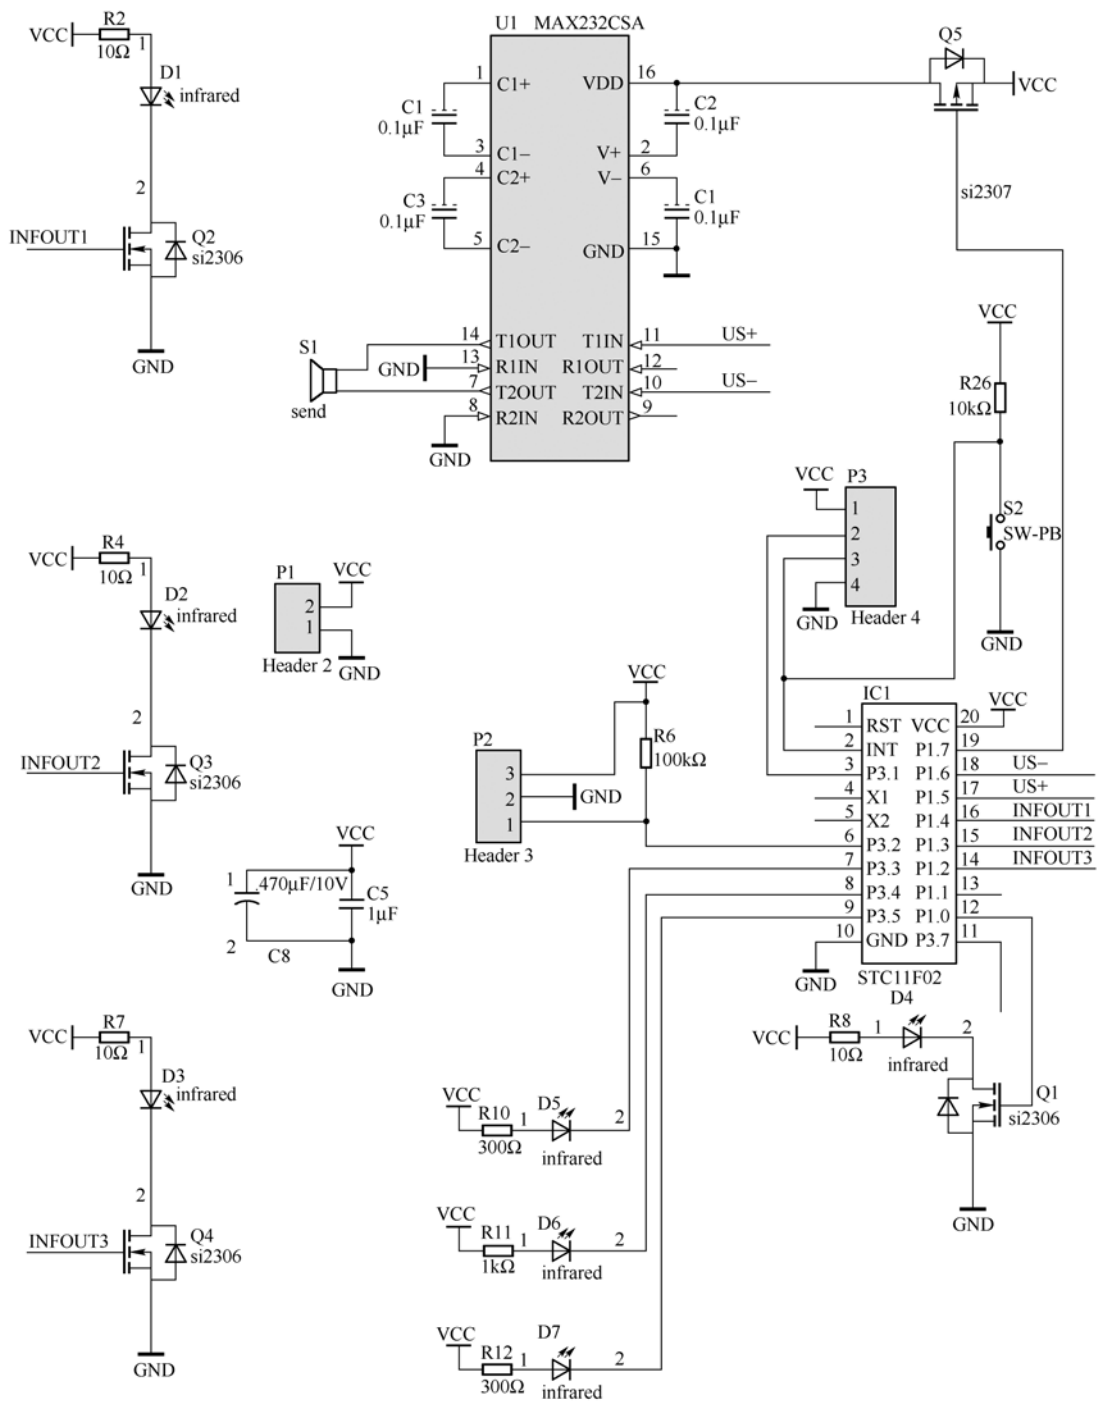 R2
VCC
10Ω
1
D1
infrared
2
INFOUT1
Q2
si2306
GND
U1 MAX232CSA
1
C1+
C1
0.1μF
3
C1−
4
C2+
C3
0.1μF
5
C2−
VDD
16
C2
0.1μF
V+
2
V−
6
C1
0.1μF
GND
15
Q5
VCC
si2307
S1
send
14
T1OUT
GND
13
R1IN
7
T2OUT
8
R2IN
GND
T1IN
11
US+
R1OUT
12
T2IN
10
US−
R2OUT
9
VCC
R26
10kΩ
S2
SW-PB
GND
VCC
P3
1
2
3
4
GND
Header 4
R4
VCC
10Ω
1
D2
infrared
2
INFOUT2
Q3
si2306
GND
P1
VCC
2
1
Header 2
GND
VCC
R6
100kΩ
P2
3
2
GND
1
Header 3
IC1
VCC
1
RST
VCC
20
2
INT
P1.7
19
3
P3.1
P1.6
18
US−
4
X1
P1.5
17
US+
5
X2
P1.4
16
INFOUT1
6
P3.2
P1.3
15
INFOUT2
7
P3.3
P1.2
14
INFOUT3
8
P3.4
P1.1
13
9
P3.5
P1.0
12
10
GND
P3.7
11
GND
STC11F02
VCC
1
470μF/10V
C5
1μF
2
C8
GND
R7
VCC
10Ω
1
D3
infrared
2
INFOUT3
Q4
si2306
GND
D4
VCC
R8
10Ω
1
2
infrared
Q1
si2306
GND
VCC
R10
300Ω
1
D5
2
infrared
VCC
R11
1kΩ
1
D6
2
infrared
VCC
R12
300Ω
1
D7
2
infrared